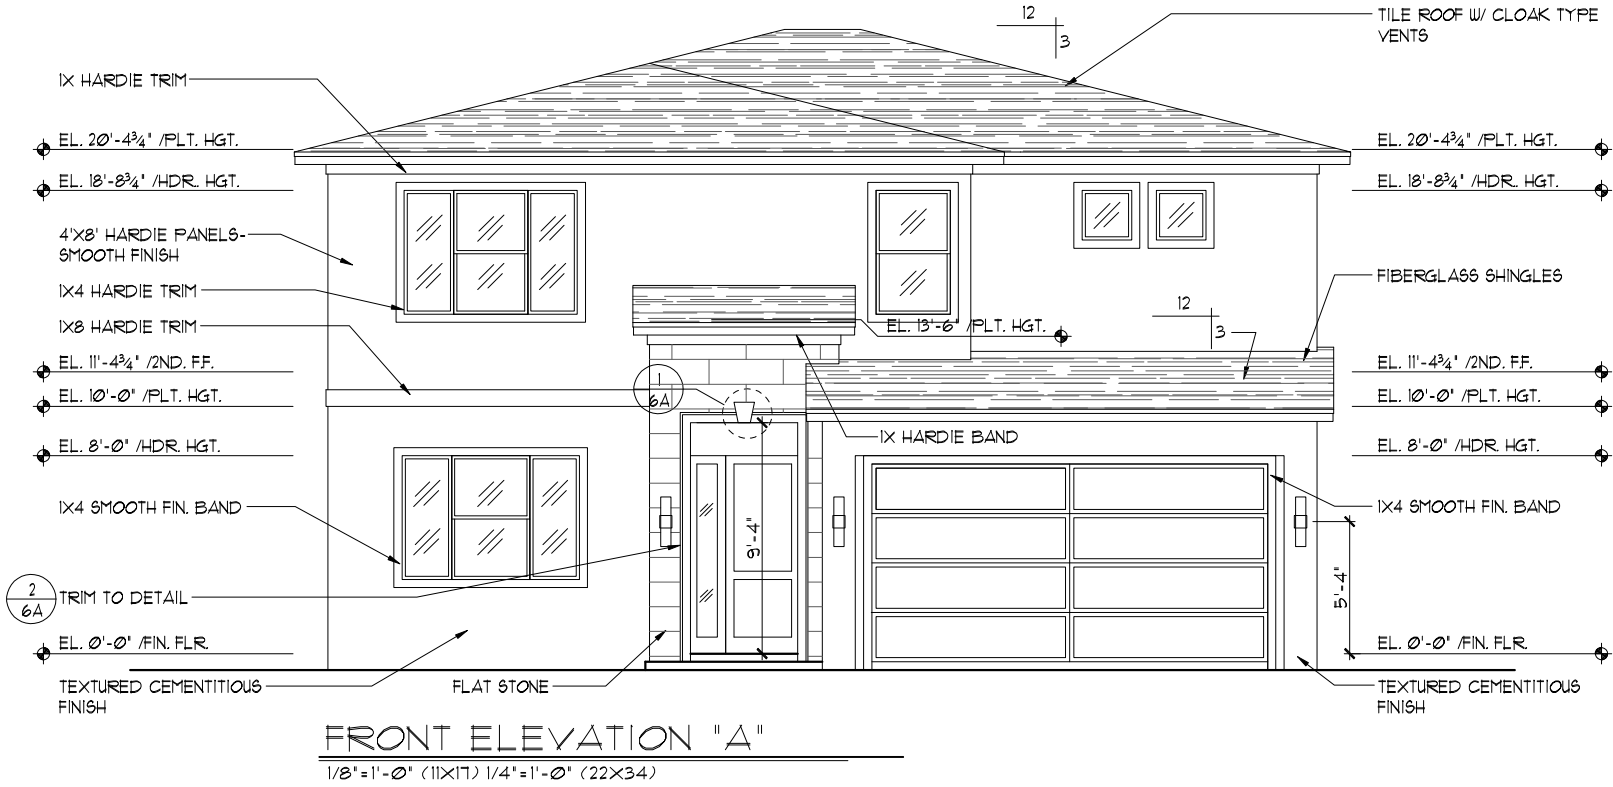 12
3
TILE ROOF W/ CLOAK TYPE
VENTS
1X HARDIE TRIM
EL. 20'-4¾" /PLT. HGT.
EL. 20'-4¾" /PLT. HGT.
EL. 18'-8¾" /HDR. HGT.
EL. 18'-8¾" /HDR. HGT.
4'X8' HARDIE PANELS-
SMOOTH FINISH
FIBERGLASS SHINGLES
1X4 HARDIE TRIM
12
3
1X8 HARDIE TRIM
EL. 13'-6" /PLT. HGT.
EL. 11'-4¾" /2ND. F.F.
EL. 11'-4¾" /2ND. F.F.
1
6A
EL. 10'-0" /PLT. HGT.
EL. 10'-0" /PLT. HGT.
1X HARDIE BAND
EL. 8'-0" /HDR. HGT.
EL. 8'-0" /HDR. HGT.
1X4 SMOOTH FIN. BAND
1X4 SMOOTH FIN. BAND
9'-4"
5'-4"
2
6A
TRIM TO DETAIL
EL. 0'-0" /FIN. FLR.
EL. 0'-0" /FIN. FLR.
TEXTURED CEMENTITIOUS
FINISH
FLAT STONE
TEXTURED CEMENTITIOUS
FINISH
FRONT ELEVATION "A"
1/8"=1'-0" (11X17) 1/4"=1'-0" (22X34)